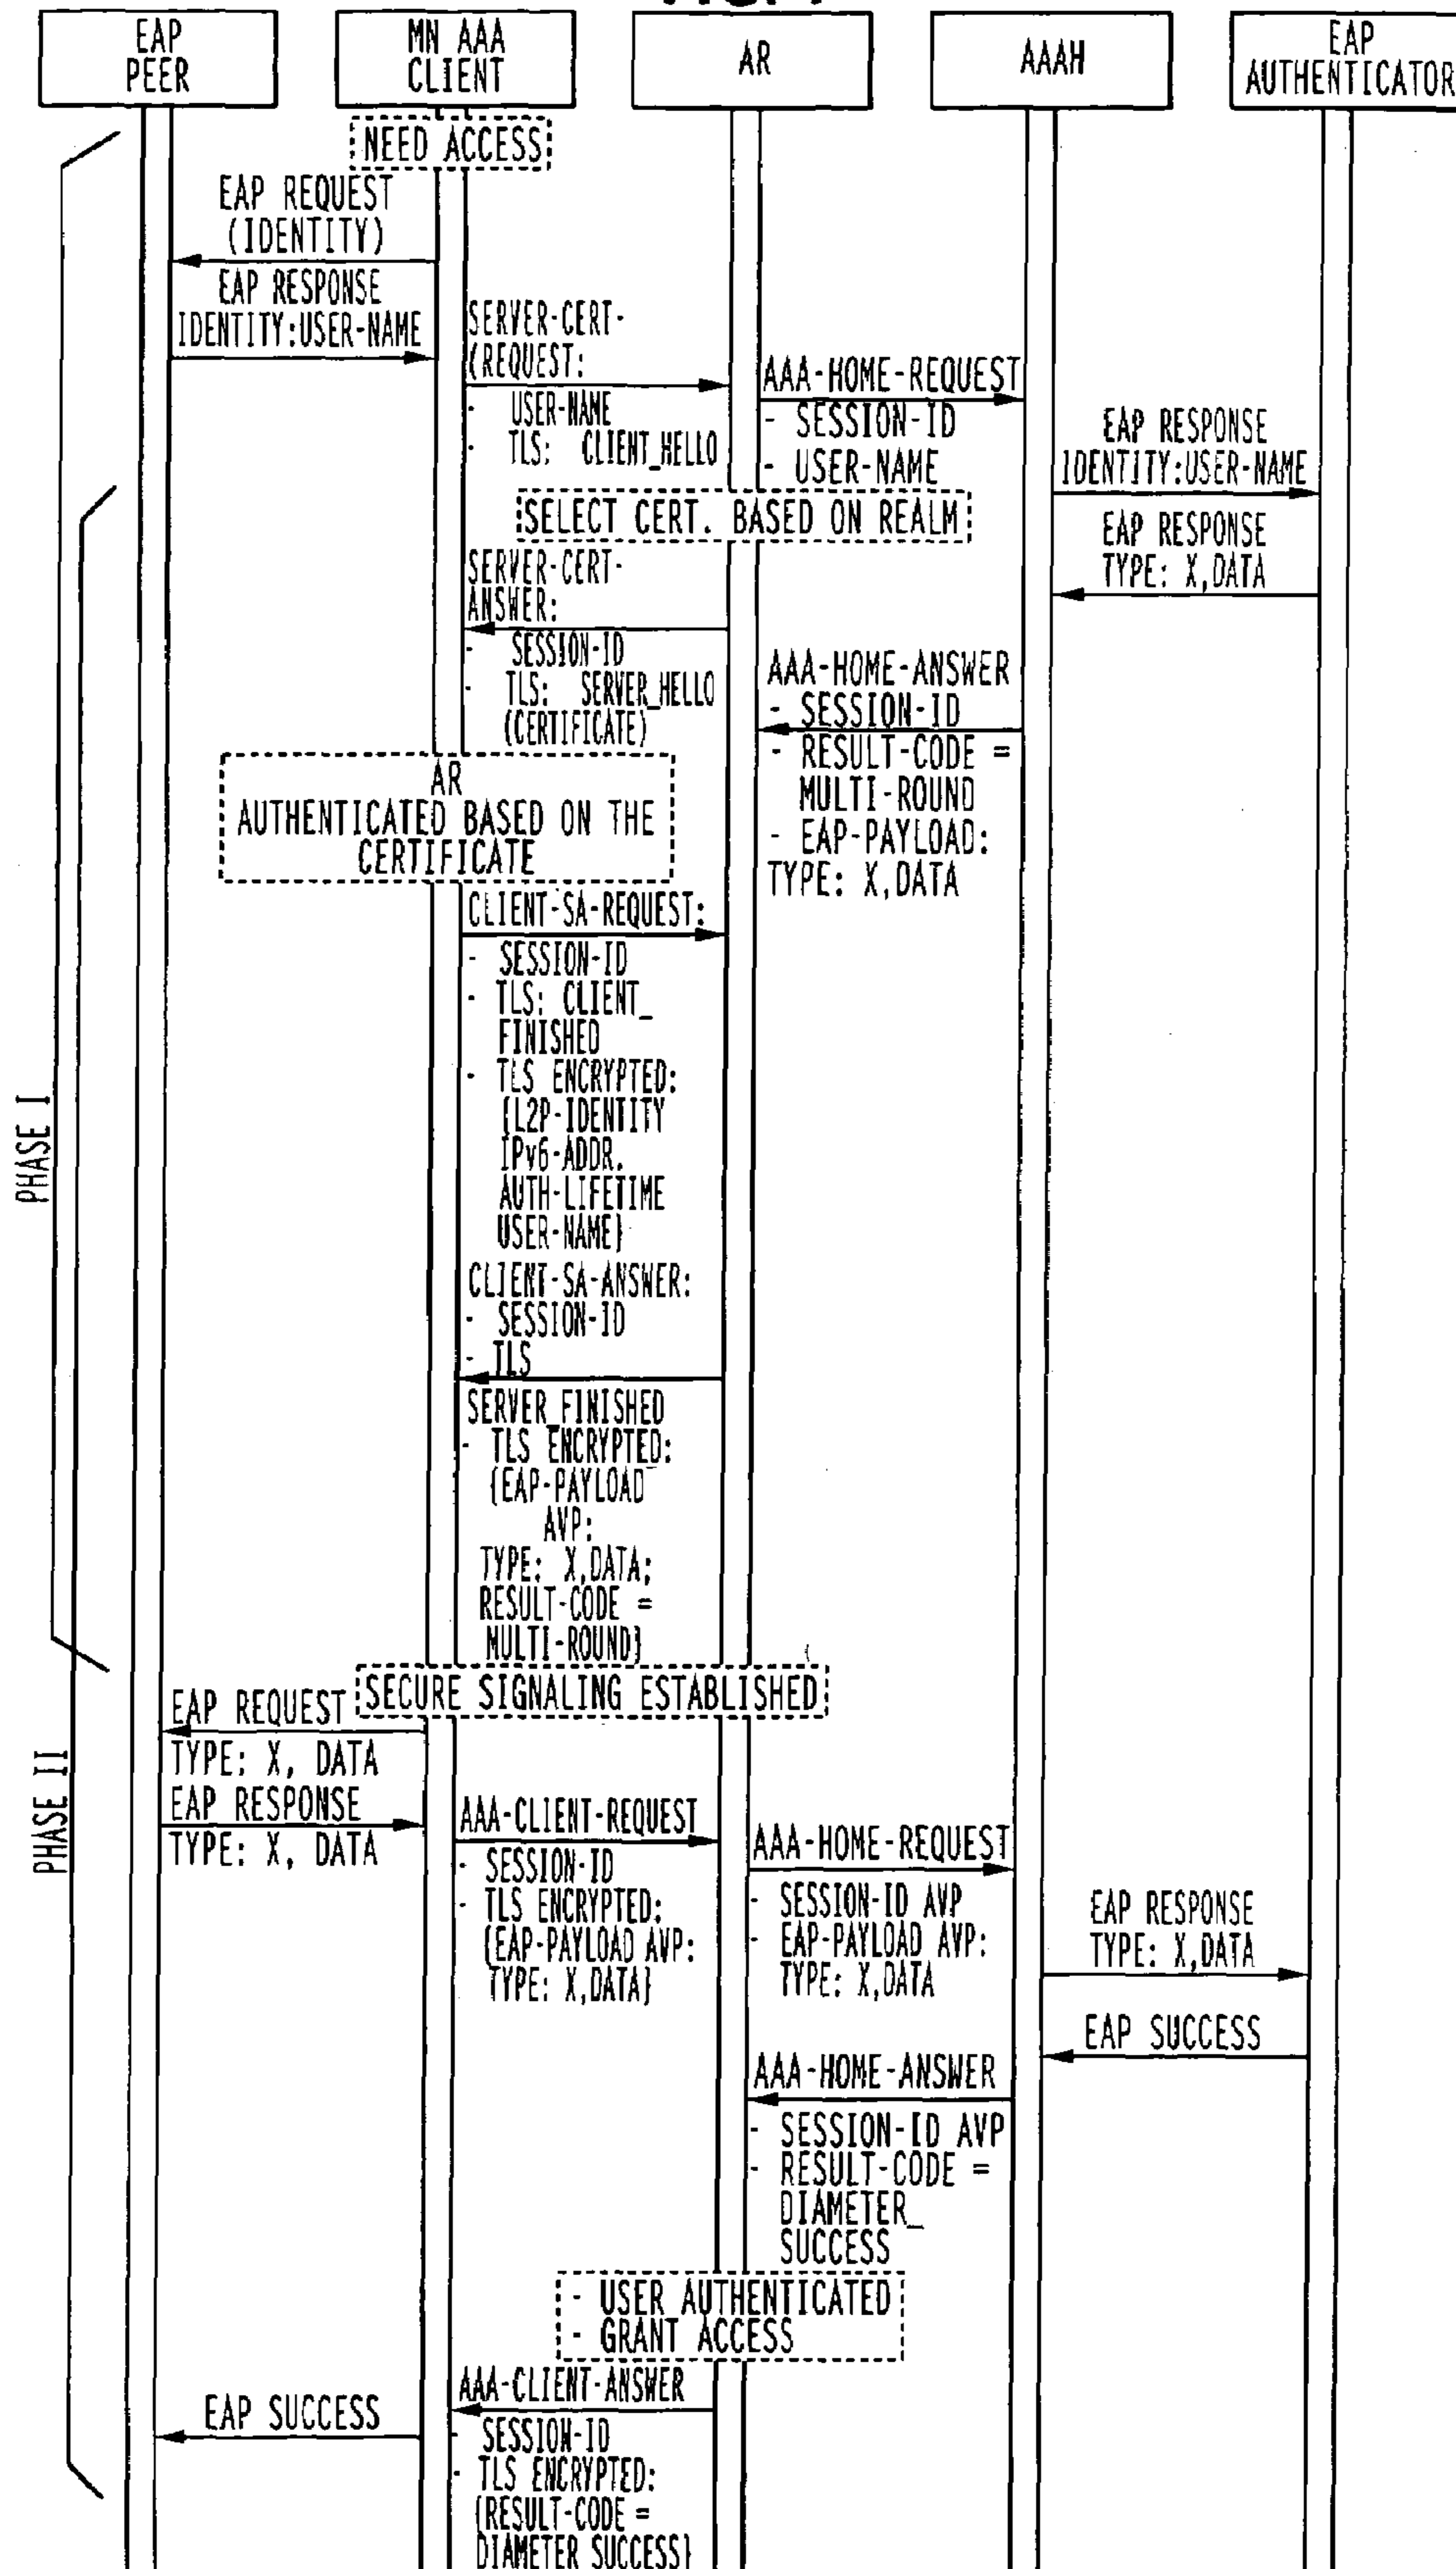 EAP
PEER
MN AAA
CLIENT
AR
AAAH
EAP
AUTHENTICATOR
NEED ACCESS
EAP REQUEST
(IDENTITY)
EAP RESPONSE
IDENTITY:USER-NAME
SERVER-CERT-
(REQUEST:
- USER-NAME
- TLS: CLIENT_HELLO
AAA-HOME-REQUEST
- SESSION-ID
- USER-NAME
EAP RESPONSE
IDENTITY:USER-NAME
SELECT CERT. BASED ON REALM
EAP RESPONSE
TYPE: X,DATA
SERVER-CERT-
ANSWER:
- SESSION-ID
- TLS: SERVER_HELLO
(CERTIFICATE)
AAA-HOME-ANSWER
- SESSION-ID
- RESULT-CODE =
MULTI-ROUND
- EAP-PAYLOAD:
TYPE: X,DATA
AR
AUTHENTICATED BASED ON THE
CERTIFICATE
CLIENT-SA-REQUEST:
- SESSION-ID
- TLS: CLIENT_
FINISHED
- TLS ENCRYPTED:
{L2P-IDENTITY
IPv6-ADDR.
AUTH-LIFETIME
USER-NAME}
PHASE I
CLIENT-SA-ANSWER:
- SESSION-ID
- TLS
SERVER_FINISHED
- TLS ENCRYPTED:
{EAP-PAYLOAD
AVP:
TYPE: X,DATA;
RESULT-CODE =
MULTI-ROUND}
SECURE SIGNALING ESTABLISHED
PHASE II
EAP REQUEST
TYPE: X, DATA
EAP RESPONSE
TYPE: X, DATA
AAA-CLIENT-REQUEST
- SESSION-ID
- TLS ENCRYPTED:
{EAP-PAYLOAD AVP:
TYPE: X,DATA}
AAA-HOME-REQUEST
- SESSION-ID AVP
- EAP-PAYLOAD AVP:
TYPE: X,DATA
EAP RESPONSE
TYPE: X,DATA
EAP SUCCESS
AAA-HOME-ANSWER
- SESSION-ID AVP
- RESULT-CODE =
DIAMETER_
SUCCESS
- USER AUTHENTICATED
- GRANT ACCESS
AAA-CLIENT-ANSWER
- SESSION-ID
- TLS ENCRYPTED:
{RESULT-CODE =
DIAMETER_SUCCESS}
EAP SUCCESS